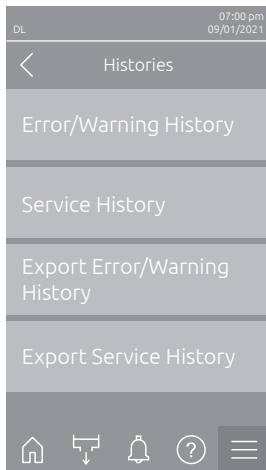 07:00 pm
DL 09/01/2021
Histories
Error/Warning History
Service History
Export Error/Warning
History
Export Service History
?